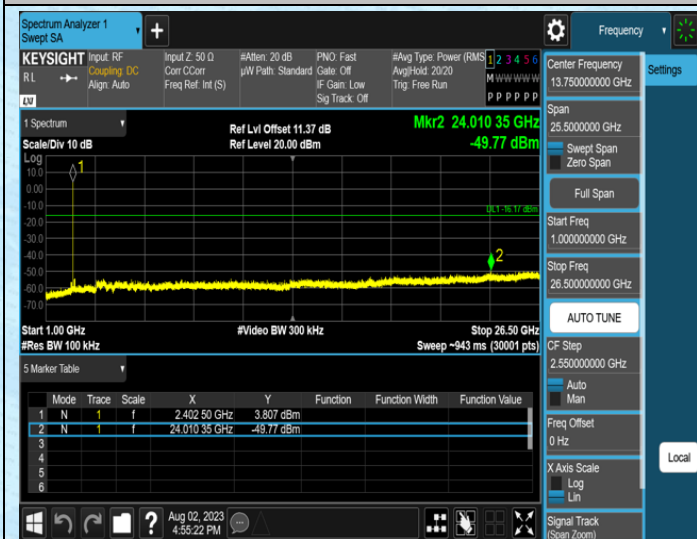 Spectrum Analyzer 1
Swept SA
Frequency
KEYSIGHT
R L
LXI
Input: RF
Coupling: DC
Align: Auto
Input Z: 50 Ω
Corr CCorr
Freq Ref: Int (S)
#Atten: 20 dB
µW Path: Standard
PNO: Fast
Gate: Off
IF Gain: Low
Sig Track: Off
#Avg Type: Power (RMS
Avg|Hold: 20/20
Trig: Free Run
1 2 3 4 5 6
M W W W W W
P P P P P P
1 Spectrum
Scale/Div 10 dB
Ref Lvl Offset 11.37 dB
Ref Level 20.00 dBm
Mkr2 24.010 35 GHz
-49.77 dBm
Log
10.0
0.00
-10.0
-20.0
-30.0
-40.0
-50.0
-60.0
-70.0
1
DL1 -16.17 dBm
2
Start 1.00 GHz
#Res BW 100 kHz
#Video BW 300 kHz
Stop 26.50 GHz
Sweep ~943 ms (30001 pts)
5 Marker Table
Mode Trace Scale X Y Function Function Width Function Value
1 N 1 f 2.402 50 GHz 3.807 dBm
2 N 1 f 24.010 35 GHz -49.77 dBm
3
4
5
6
Aug 02, 2023
4:55:22 PM
Center Frequency
13.750000000 GHz
Span
25.5000000 GHz
Swept Span
Zero Span
Full Span
Start Freq
1.000000000 GHz
Stop Freq
26.500000000 GHz
AUTO TUNE
CF Step
2.550000000 GHz
Auto
Man
Freq Offset
0 Hz
X Axis Scale
Log
Lin
Signal Track
(Span Zoom)
Settings
Local